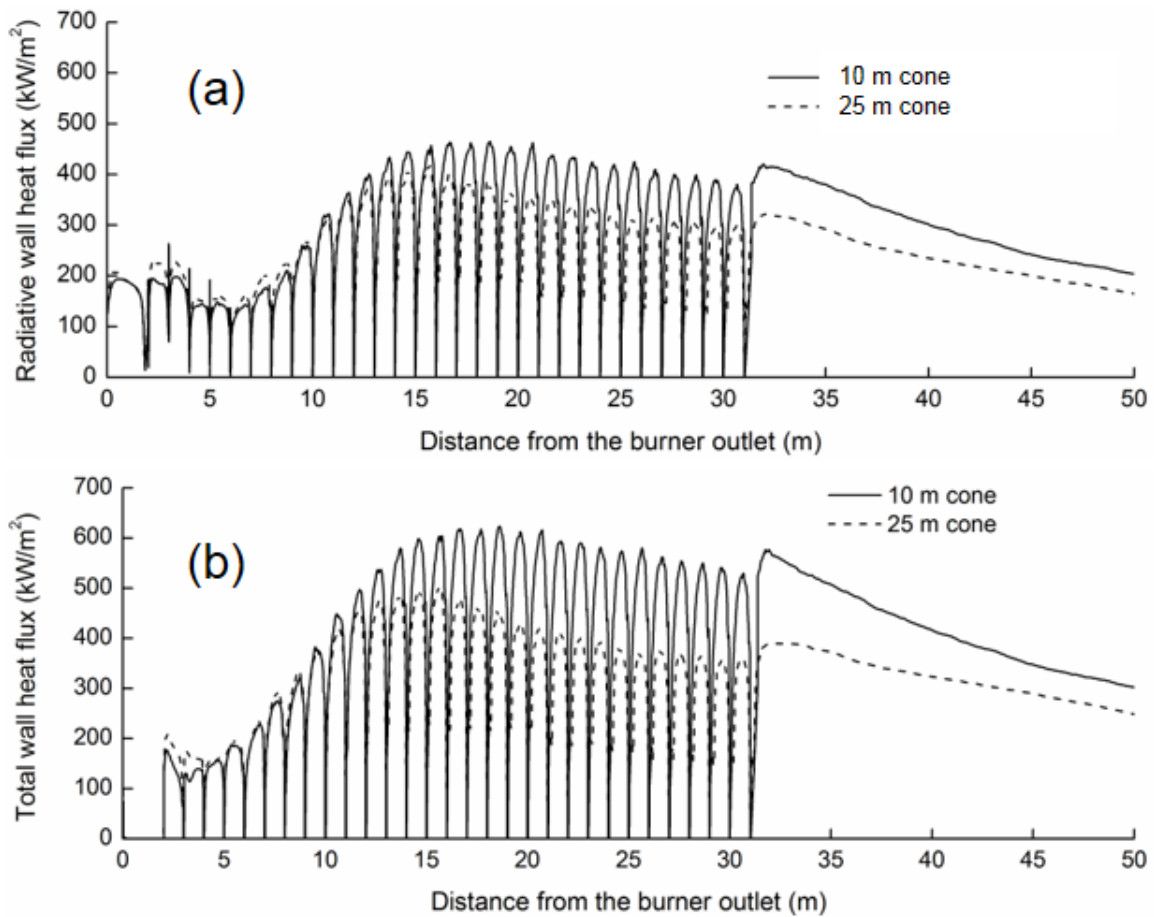 700
600
500
400
300
200
100
0
Radiative wall heat flux (kW/m²)
(a)
10 m cone
25 m cone
0 5 10 15 20 25 30 35 40 45 50
Distance from the burner outlet (m)
700
600
500
400
300
200
100
0
Total wall heat flux (kW/m²)
(b)
10 m cone
25 m cone
0 5 10 15 20 25 30 35 40 45 50
Distance from the burner outlet (m)